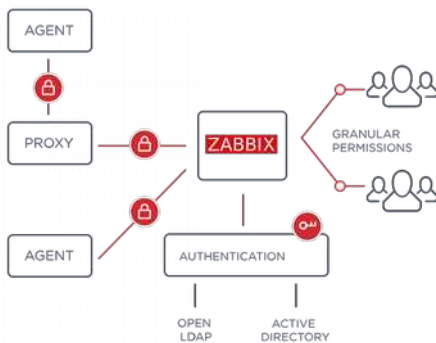 AGENT
PROXY
ZABBIX
GRANULAR
PERMISSIONS
AGENT
AUTHENTICATION
OPEN
LDAP
ACTIVE
DIRECTORY